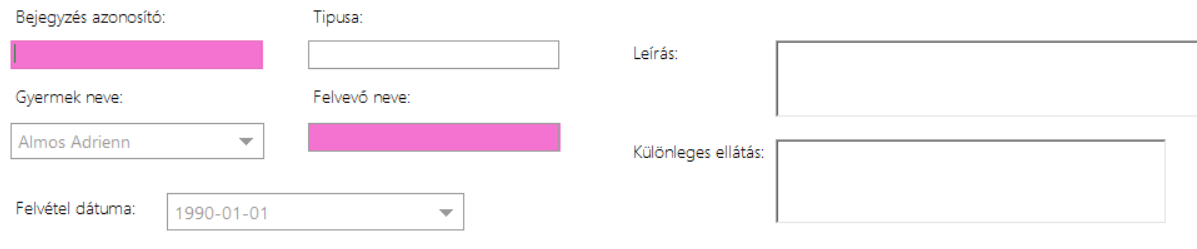 Bejegyzés azonosító:
Tipusa:
Leírás:
Gyermek neve:
Felvevő neve:
Almos Adrienn
Különleges ellátás:
Felvétel dátuma:
1990-01-01